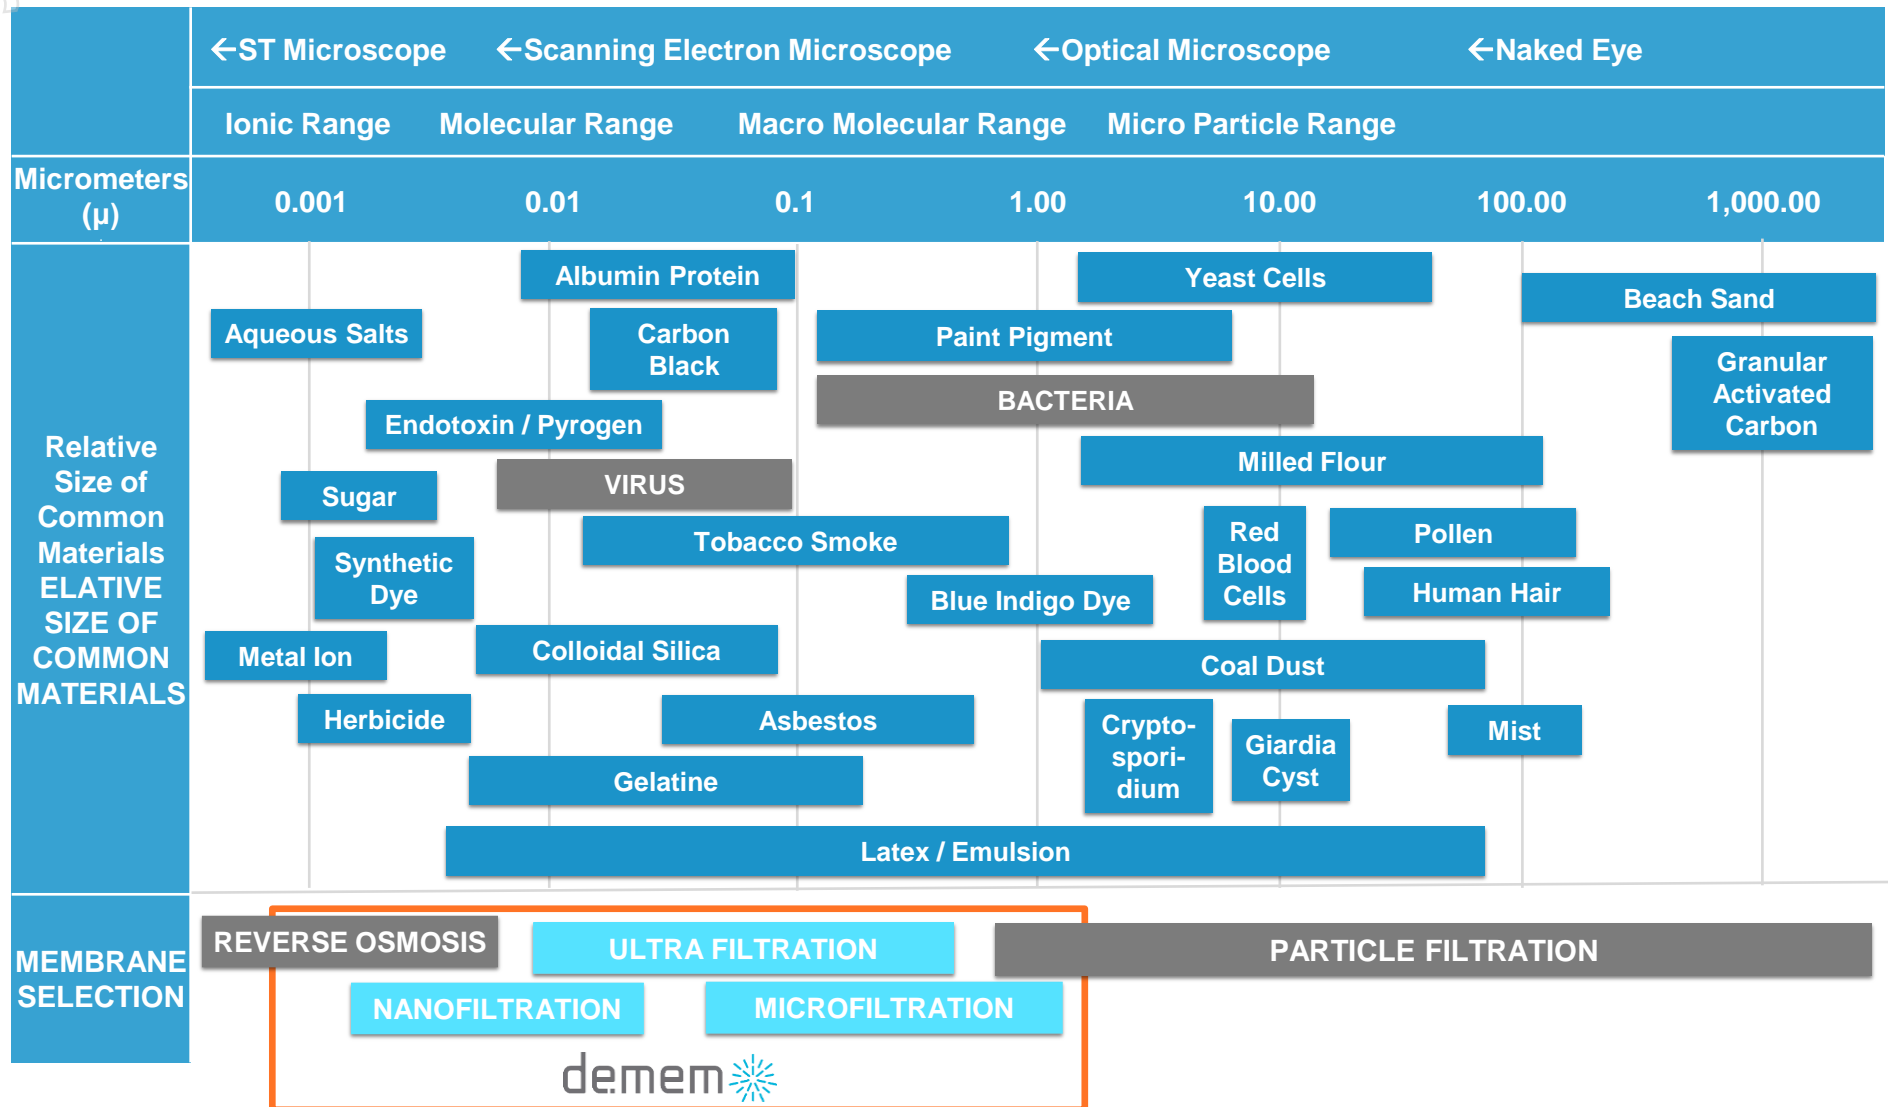 ←ST Microscope ←Scanning Electron Microscope ←Optical Microscope ←Naked Eye
Ionic Range Molecular Range Macro Molecular Range Micro Particle Range
Micrometers
(μ)
0.001 0.01 0.1 1.00 10.00 100.00 1,000.00
Relative
Size of
Common
Materials
ELATIVE
SIZE OF
COMMON
MATERIALS
Albumin Protein
Yeast Cells
Beach Sand
Aqueous Salts
Carbon
Black
Paint Pigment
Granular
Activated
Carbon
BACTERIA
Endotoxin / Pyrogen
Milled Flour
VIRUS
Sugar
Tobacco Smoke
Red
Blood
Cells
Pollen
Synthetic
Dye
Blue Indigo Dye
Human Hair
Metal Ion
Colloidal Silica
Coal Dust
Herbicide
Asbestos
Crypto-
spori-
dium
Giardia
Cyst
Mist
Gelatine
Latex / Emulsion
MEMBRANE
SELECTION
REVERSE OSMOSIS
ULTRA FILTRATION
PARTICLE FILTRATION
NANOFILTRATION
MICROFILTRATION
de.mem